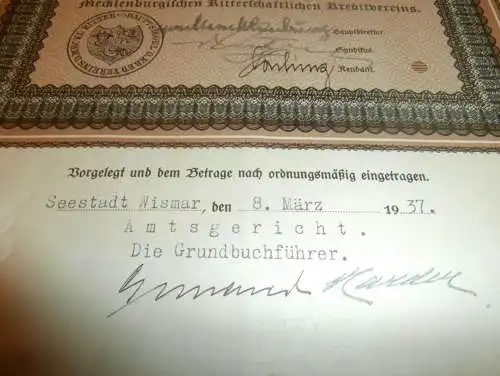 Mecklenburgischen Ritterschaftlichen Kreditvereins.
Hauptdirektor.
Syndikus.
Rendant.
Vorgelegt und dem Betrage nach ordnungsmäßig eingetragen.
Seestadt Wismar, den 8. März 1937.
Amtsgericht.
Die Grundbuchführer.